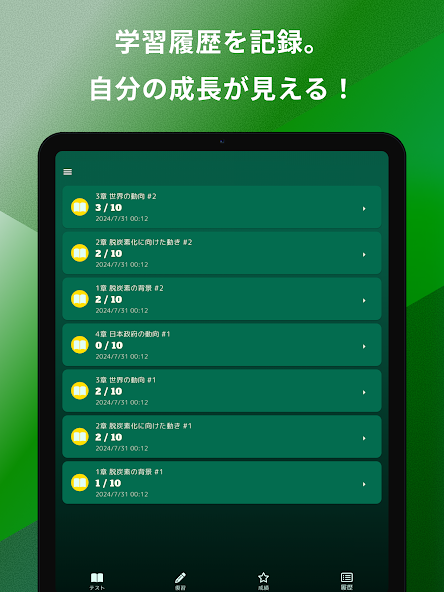 学習履歴を記録。
自分の成長が見える！
3章 世界の動向 #2
3 / 10
2024/7/31 00:12
2章 脱炭素化に向けた動き #2
2 / 10
2024/7/31 00:12
1章 脱炭素の背景 #2
2 / 10
2024/7/31 00:12
4章 日本政府の動向 #1
0 / 10
2024/7/31 00:12
3章 世界の動向 #1
2 / 10
2024/7/31 00:12
2章 脱炭素化に向けた動き #1
2 / 10
2024/7/31 00:12
1章 脱炭素の背景 #1
1 / 10
2024/7/31 00:12
テスト 復習 成績 履歴